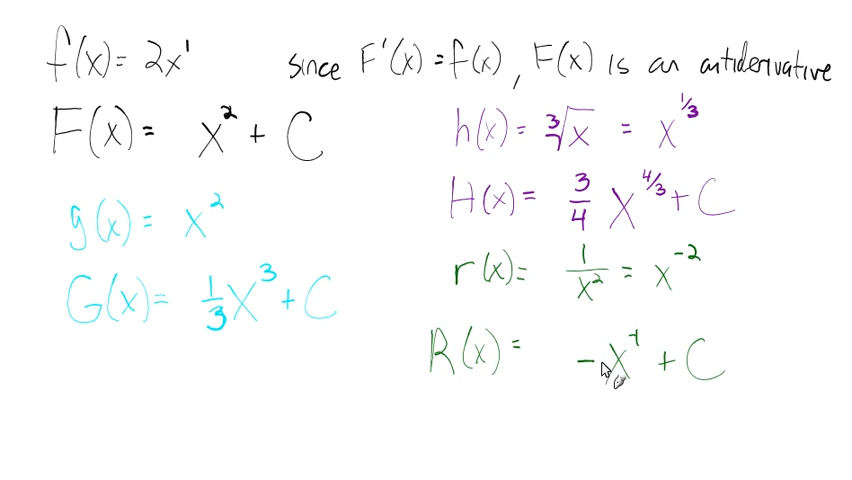 f(x) = 2x¹ since F'(x) = f(x), F(x) is an antiderivative
F(x) = x² + C
g(x) = x²
G(x) = 1/3 x³ + C
h(x) = ∛x = x^1/3
H(x) = 3/4 x^4/3 + C
r(x) = 1/x² = x^-2
R(x) = -x^-1 + C